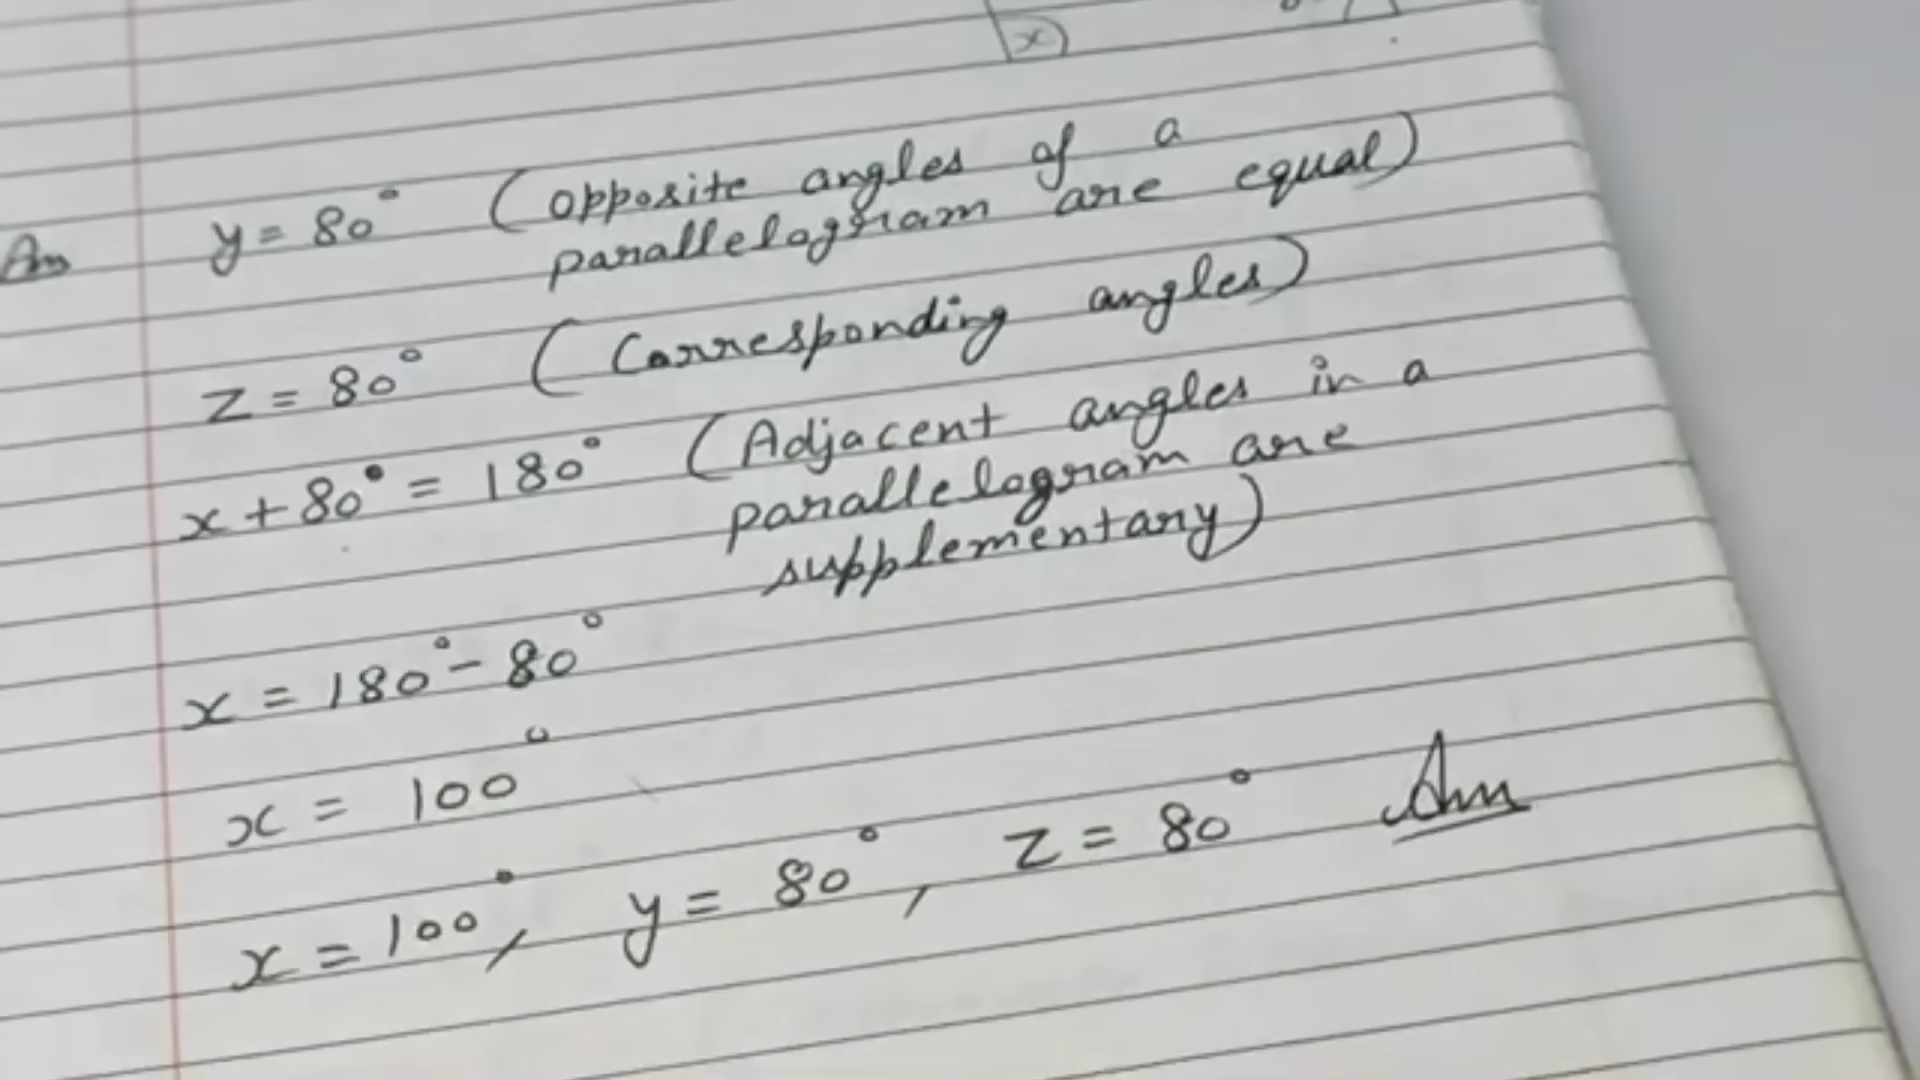 x
Ans y = 80° (opposite angles of a
parallelogram are equal)
z = 80° (Corresponding angles)
x + 80° = 180° (Adjacent angles in a
parallelogram are
supplementary)
x = 180° - 80°
x = 100°
x = 100°, y = 80°, z = 80° Ans